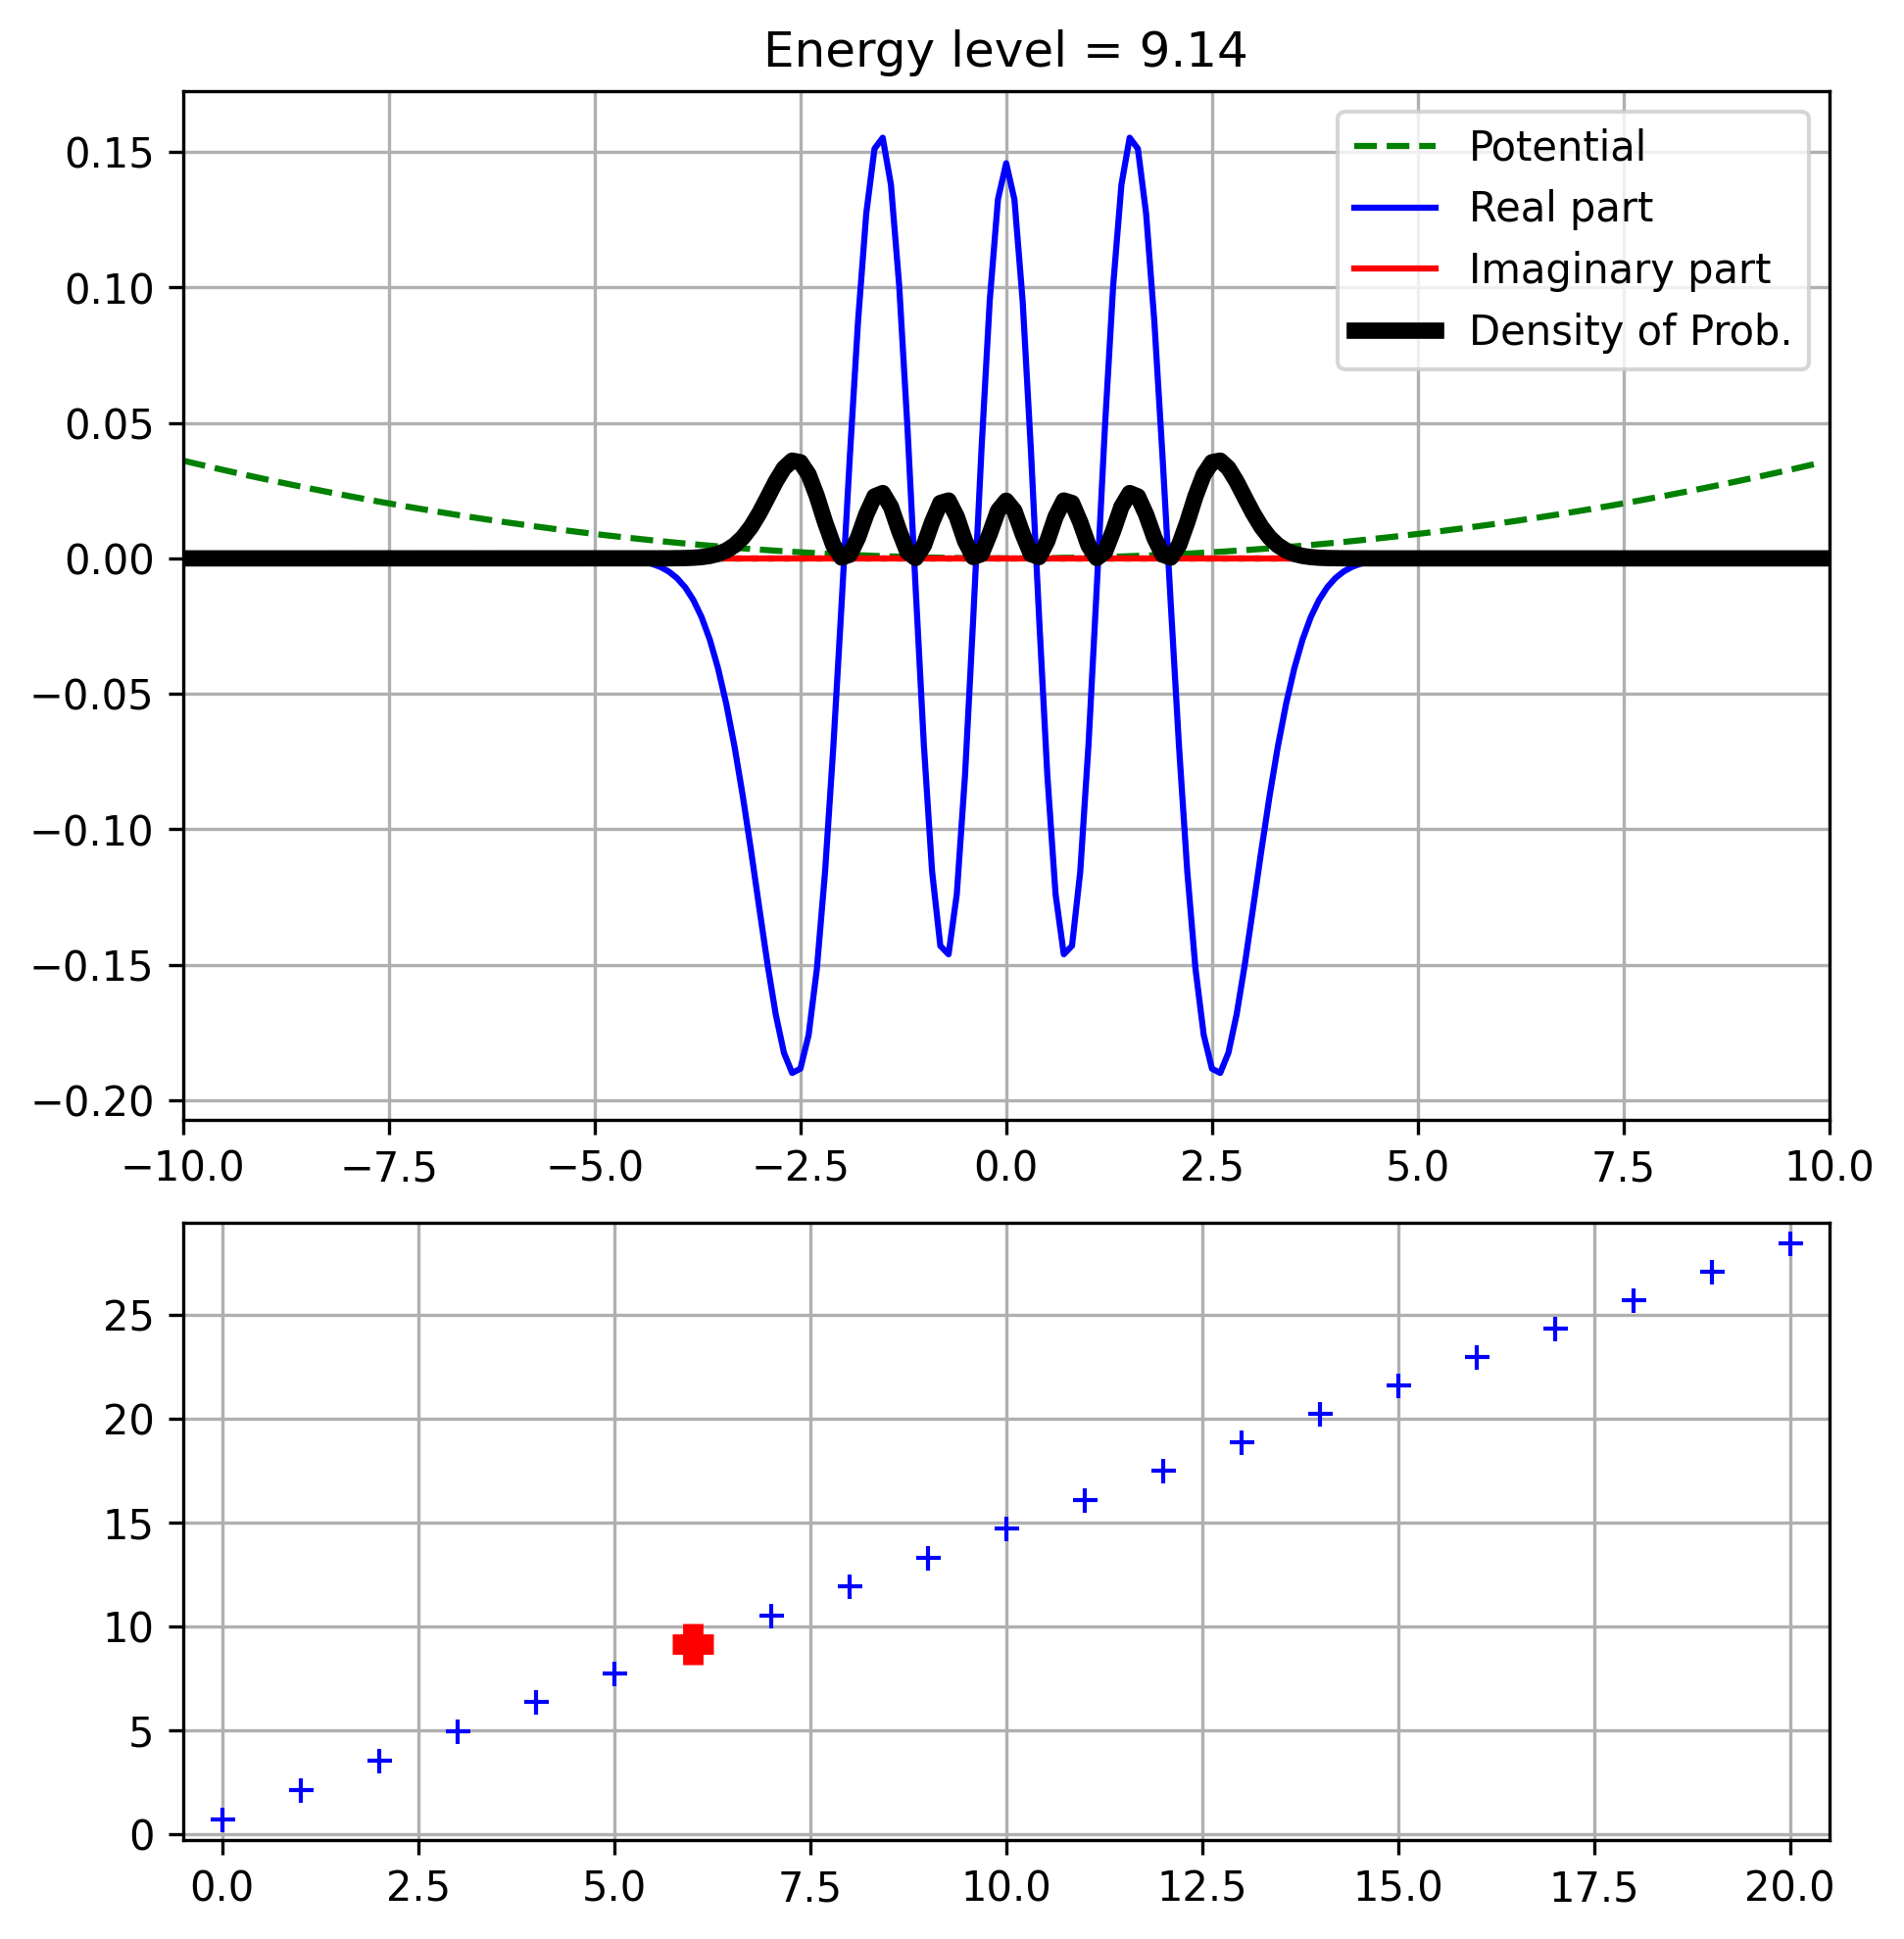 Energy level = 9.14
Potential
Real part
Imaginary part
Density of Prob.
0.15
0.10
0.05
0.00
−0.05
−0.10
−0.15
−0.20
−10.0 −7.5 −5.0 −2.5 0.0 2.5 5.0 7.5 10.0
25
20
15
10
5
0
0.0 2.5 5.0 7.5 10.0 12.5 15.0 17.5 20.0